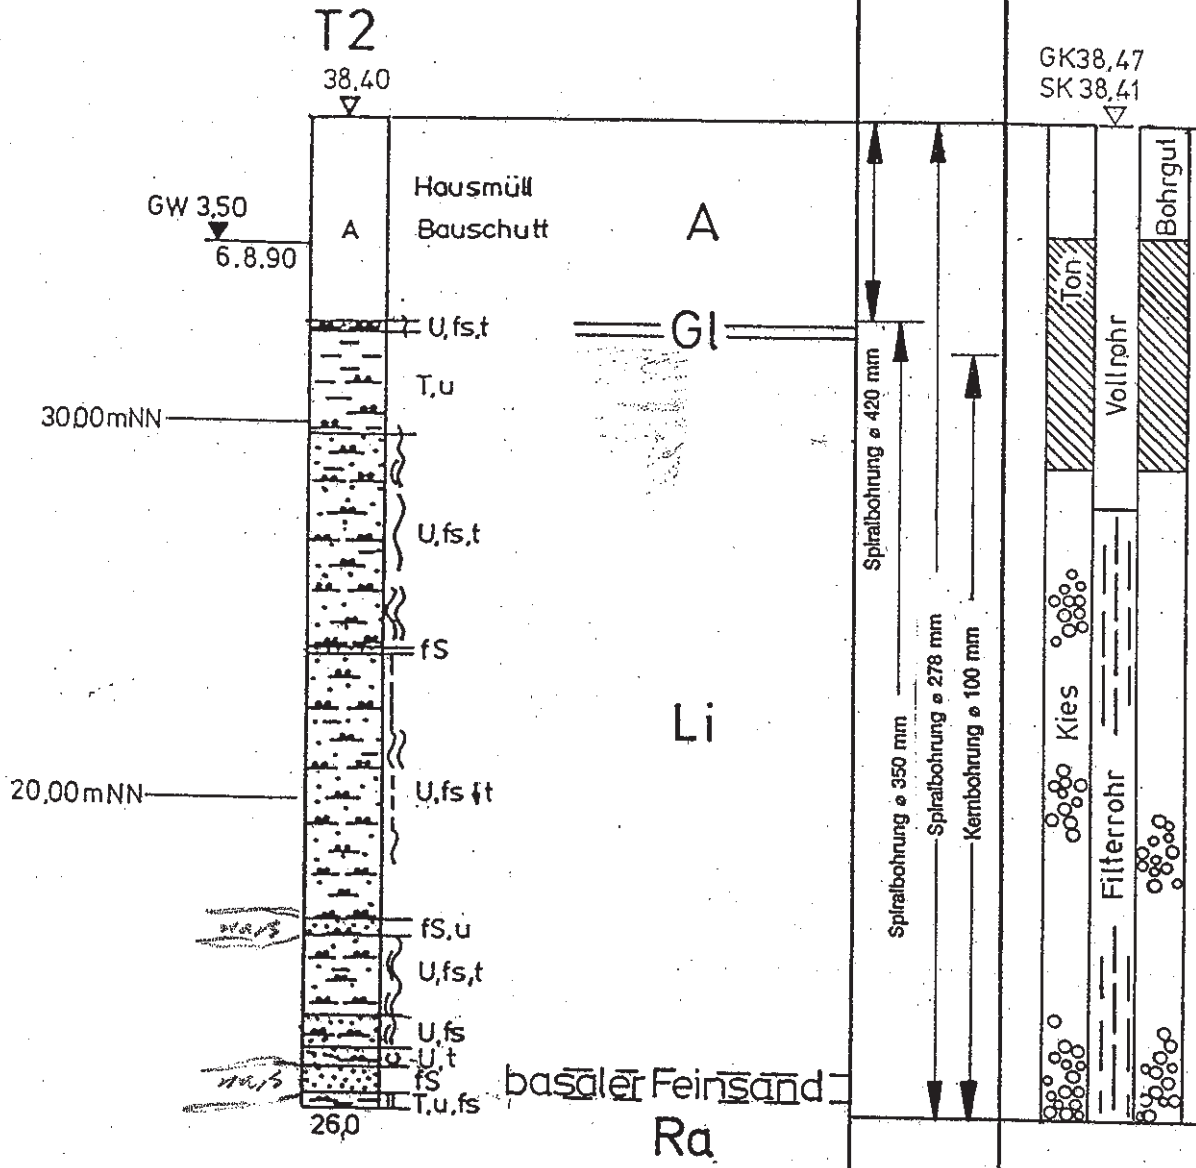 T2
38,40
GK38,47
SK 38,41
Hausmüll
Bauschutt
A
A
GW 3,50
6.8.90
Bohrgut
Ton
U,fs,t
Gl
T,u
30,00mNN
Vollrohr
Spiralbohrung ø 420 mm
U,fs,t
fS
Li
Kies
Spiralbohrung ø 350 mm
Spiralbohrung ø 278 mm
Kernbohrung ø 100 mm
20,00mNN
U,fs,t
Filterrohr
naß
fS,u
U,fs,t
U,fs
U,t
naß
fS
T,u,fs
basaler Feinsand
26,0
Ra